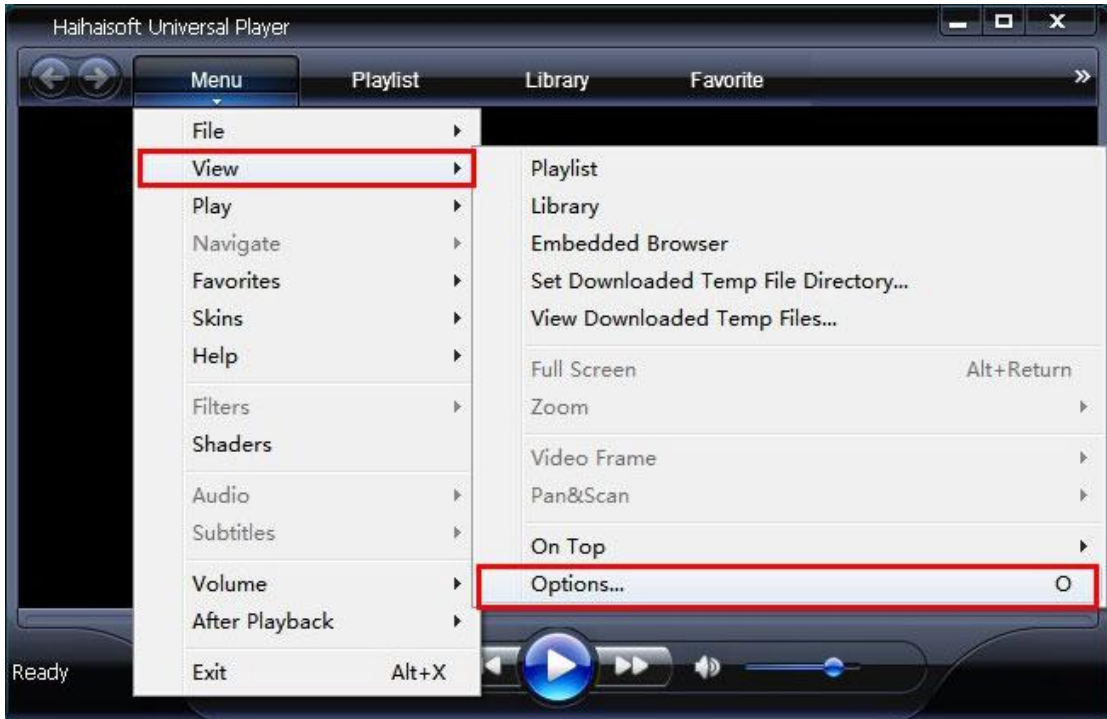 Haihaisoft Universal Player
Menu Playlist Library Favorite »
File
View
Play
Navigate
Favorites
Skins
Help
Filters
Shaders
Audio
Subtitles
Volume
After Playback
Exit Alt+X
Playlist
Library
Embedded Browser
Set Downloaded Temp File Directory...
View Downloaded Temp Files...
Full Screen Alt+Return
Zoom
Video Frame
Pan&Scan
On Top
Options... O
Ready